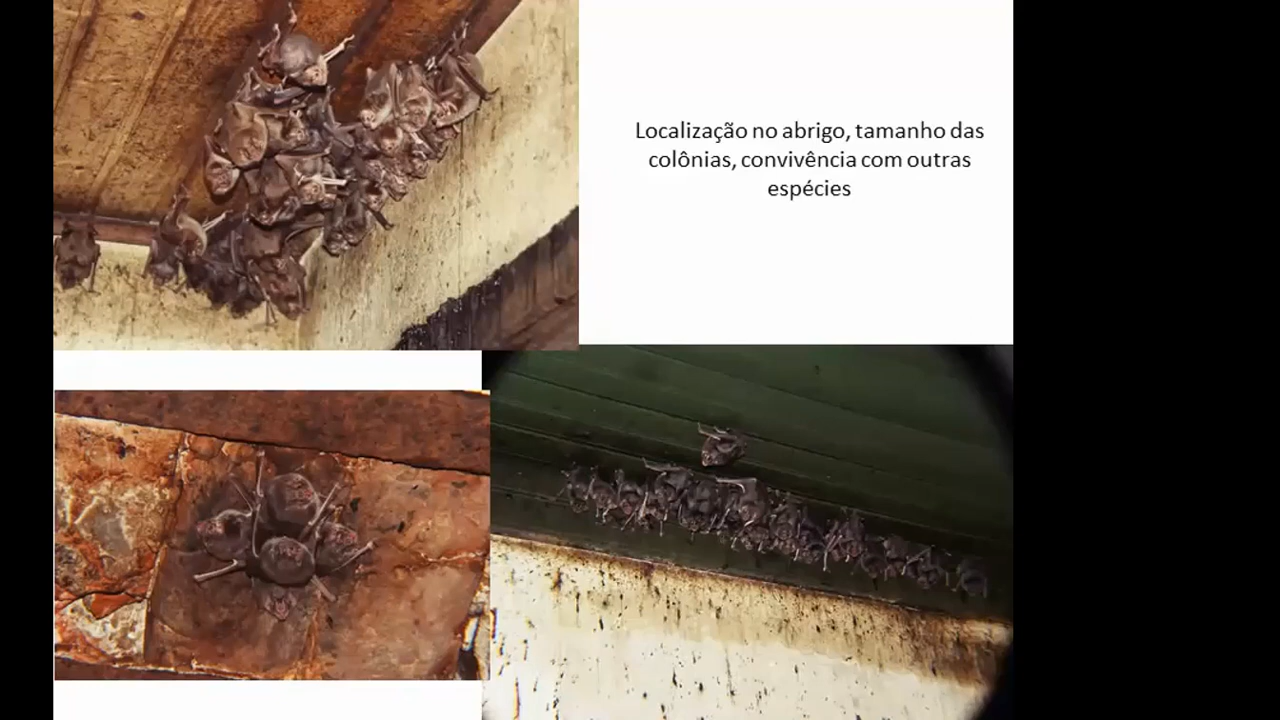 Localização no abrigo, tamanho das
colônias, convivência com outras
espécies